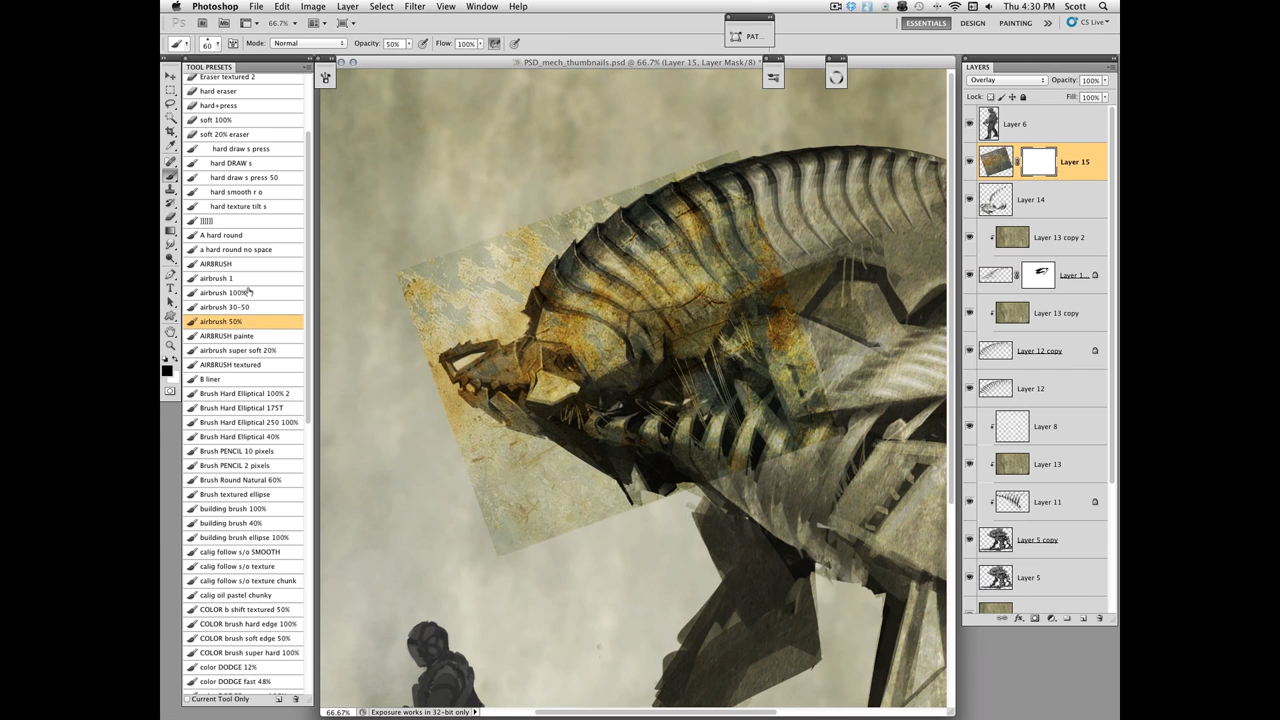 Photoshop File Edit Image Layer Select Filter View Window Help Thu 4:30 PM Scott
Ps Br Mb 66.7% PAT... ESSENTIALS DESIGN PAINTING CS Live
60 Mode: Normal Opacity: 50% Flow: 100%
TOOL PRESETS
PSD_mech_thumbnails.psd @ 66.7% (Layer 15, Layer Mask/8) *
LAYERS
Eraser textured 2
hard eraser
hard+press
soft 100%
soft 20% eraser
hard draw s press
hard DRAW s
hard draw s press 50
hard smooth r o
hard texture tilt s
]]]]]]
A hard round
a hard round no space
AIRBRUSH
airbrush 1
airbrush 100%
airbrush 30-50
airbrush 50%
AIRBRUSH painte
airbrush super soft 20%
AIRBRUSH textured
B liner
Brush Hard Elliptical 100% 2
Brush Hard Elliptical 175T
Brush Hard Elliptical 250 100%
Brush Hard Elliptical 40%
Brush PENCIL 10 pixels
Brush PENCIL 2 pixels
Brush Round Natural 60%
Brush textured ellipse
building brush 100%
building brush 40%
building brush ellipse 100%
calig follow s/o SMOOTH
calig follow s/o texture
calig follow s/o texture chunk
calig oil pastel chunky
COLOR b shift textured 50%
COLOR brush hard edge 100%
COLOR brush soft edge 50%
COLOR brush super hard 100%
color DODGE 12%
color DODGE fast 48%
Current Tool Only
66.67% Exposure works in 32-bit only
Overlay Opacity: 100%
Lock: Fill: 100%
Layer 6
Layer 15
Layer 14
Layer 13 copy 2
Layer 1...
Layer 13 copy
Layer 12 copy
Layer 12
Layer 8
Layer 13
Layer 11
Layer 5 copy
Layer 5
fx